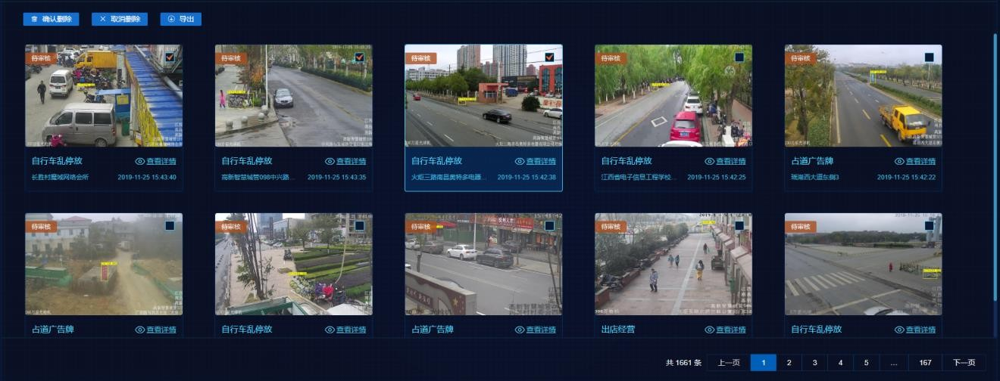 确认删除 取消删除 导出
待审核 待审核 待审核 待审核 待审核
自行车乱停放 查看详情 自行车乱停放 查看详情 自行车乱停放 查看详情 自行车乱停放 查看详情 占道广告牌 查看详情
长胜村魔域网络会所 2019-11-25 15:43:40 高新智慧城管098中兴路... 2019-11-25 15:43:35 火炬三路南昌奥特多电器... 2019-11-25 15:42:38 江西省电子信息工程学校... 2019-11-25 15:42:25 瑶湖西大道东侧3 2019-11-25 15:42:22
待审核 待审核 待审核 待审核 待审核
占道广告牌 查看详情 自行车乱停放 查看详情 占道广告牌 查看详情 出店经营 查看详情 自行车乱停放 查看详情
共 1661 条 上一页 1 2 3 4 5 ... 167 下一页